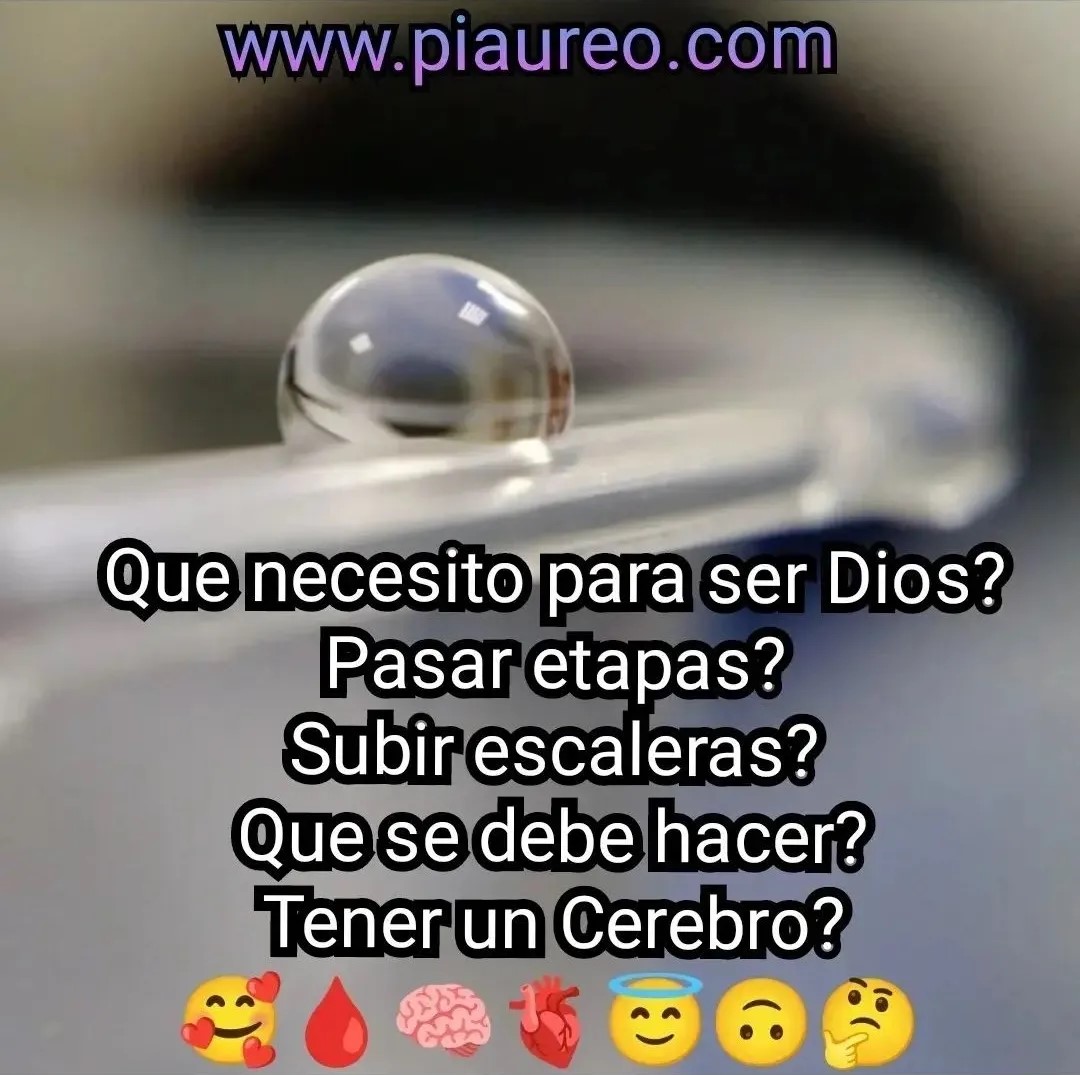 www.piaureo.com
Que necesito para ser Dios?
Pasar etapas?
Subir escaleras?
Que se debe hacer?
Tener un Cerebro?
🥰🩸🧠🫀😇🙃🤔